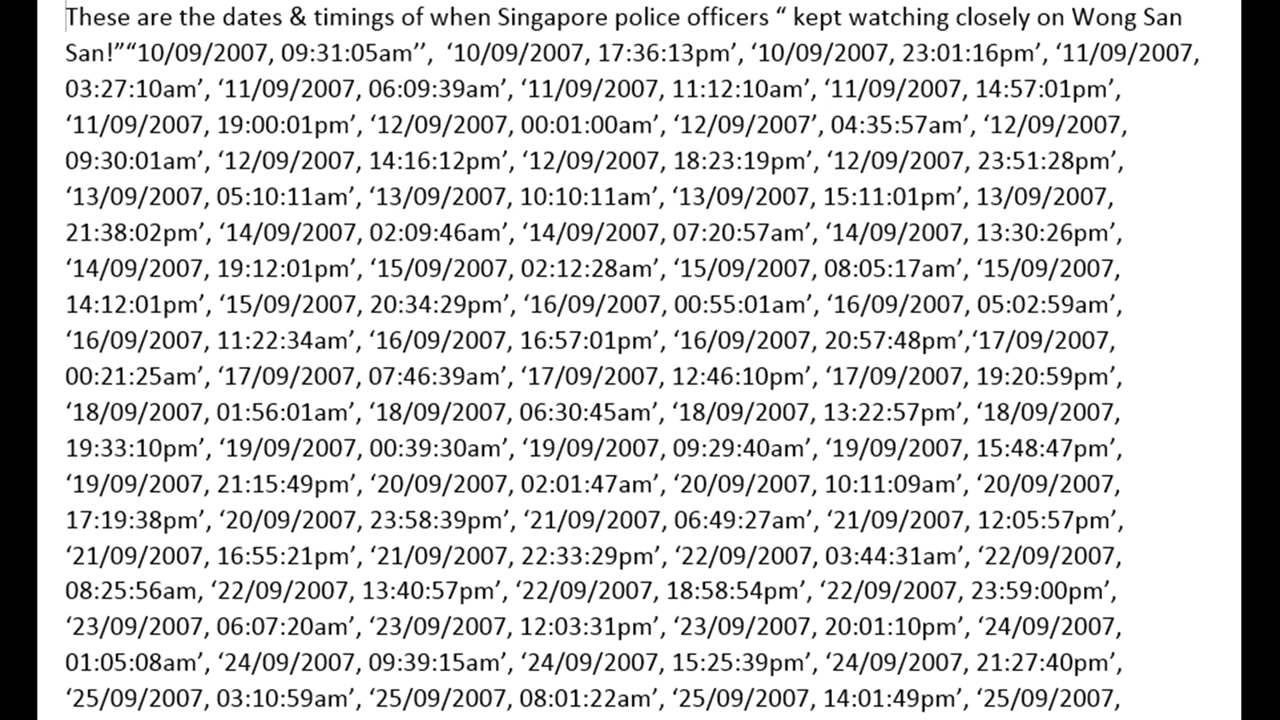 These are the dates & timings of when Singapore police officers “ kept watching closely on Wong San
San!”“10/09/2007, 09:31:05am’’,  ‘10/09/2007, 17:36:13pm’, ‘10/09/2007, 23:01:16pm’, ‘11/09/2007,
03:27:10am’, ‘11/09/2007, 06:09:39am’, ‘11/09/2007, 11:12:10am’, ‘11/09/2007, 14:57:01pm’,
‘11/09/2007, 19:00:01pm’, ‘12/09/2007, 00:01:00am’, ‘12/09/2007’, 04:35:57am’, ‘12/09/2007,
09:30:01am’, ‘12/09/2007, 14:16:12pm’, ‘12/09/2007, 18:23:19pm’, ‘12/09/2007, 23:51:28pm’,
‘13/09/2007, 05:10:11am’, ‘13/09/2007, 10:10:11am’, ‘13/09/2007, 15:11:01pm’, 13/09/2007,
21:38:02pm’, ‘14/09/2007, 02:09:46am’, ‘14/09/2007, 07:20:57am’, ‘14/09/2007, 13:30:26pm’,
‘14/09/2007, 19:12:01pm’, ‘15/09/2007, 02:12:28am’, ‘15/09/2007, 08:05:17am’, ‘15/09/2007,
14:12:01pm’, ‘15/09/2007, 20:34:29pm’, ‘16/09/2007, 00:55:01am’, ‘16/09/2007, 05:02:59am’,
‘16/09/2007, 11:22:34am’, ‘16/09/2007, 16:57:01pm’, ‘16/09/2007, 20:57:48pm’,‘17/09/2007,
00:21:25am’, ‘17/09/2007, 07:46:39am’, ‘17/09/2007, 12:46:10pm’, ‘17/09/2007, 19:20:59pm’,
‘18/09/2007, 01:56:01am’, ‘18/09/2007, 06:30:45am’, ‘18/09/2007, 13:22:57pm’, ‘18/09/2007,
19:33:10pm’, ‘19/09/2007, 00:39:30am’, ‘19/09/2007, 09:29:40am’, ‘19/09/2007, 15:48:47pm’,
‘19/09/2007, 21:15:49pm’, ‘20/09/2007, 02:01:47am’, ‘20/09/2007, 10:11:09am’, ‘20/09/2007,
17:19:38pm’, ‘20/09/2007, 23:58:39pm’, ‘21/09/2007, 06:49:27am’, ‘21/09/2007, 12:05:57pm’,
‘21/09/2007, 16:55:21pm’, ‘21/09/2007, 22:33:29pm’, ‘22/09/2007, 03:44:31am’, ‘22/09/2007,
08:25:56am, ‘22/09/2007, 13:40:57pm’, ‘22/09/2007, 18:58:54pm’, ‘22/09/2007, 23:59:00pm’,
‘23/09/2007, 06:07:20am’, ‘23/09/2007, 12:03:31pm’, ‘23/09/2007, 20:01:10pm’, ‘24/09/2007,
01:05:08am’, ‘24/09/2007, 09:39:15am’, ‘24/09/2007, 15:25:39pm’, ‘24/09/2007, 21:27:40pm’,
‘25/09/2007, 03:10:59am’, ‘25/09/2007, 08:01:22am’, ‘25/09/2007, 14:01:49pm’, ‘25/09/2007,